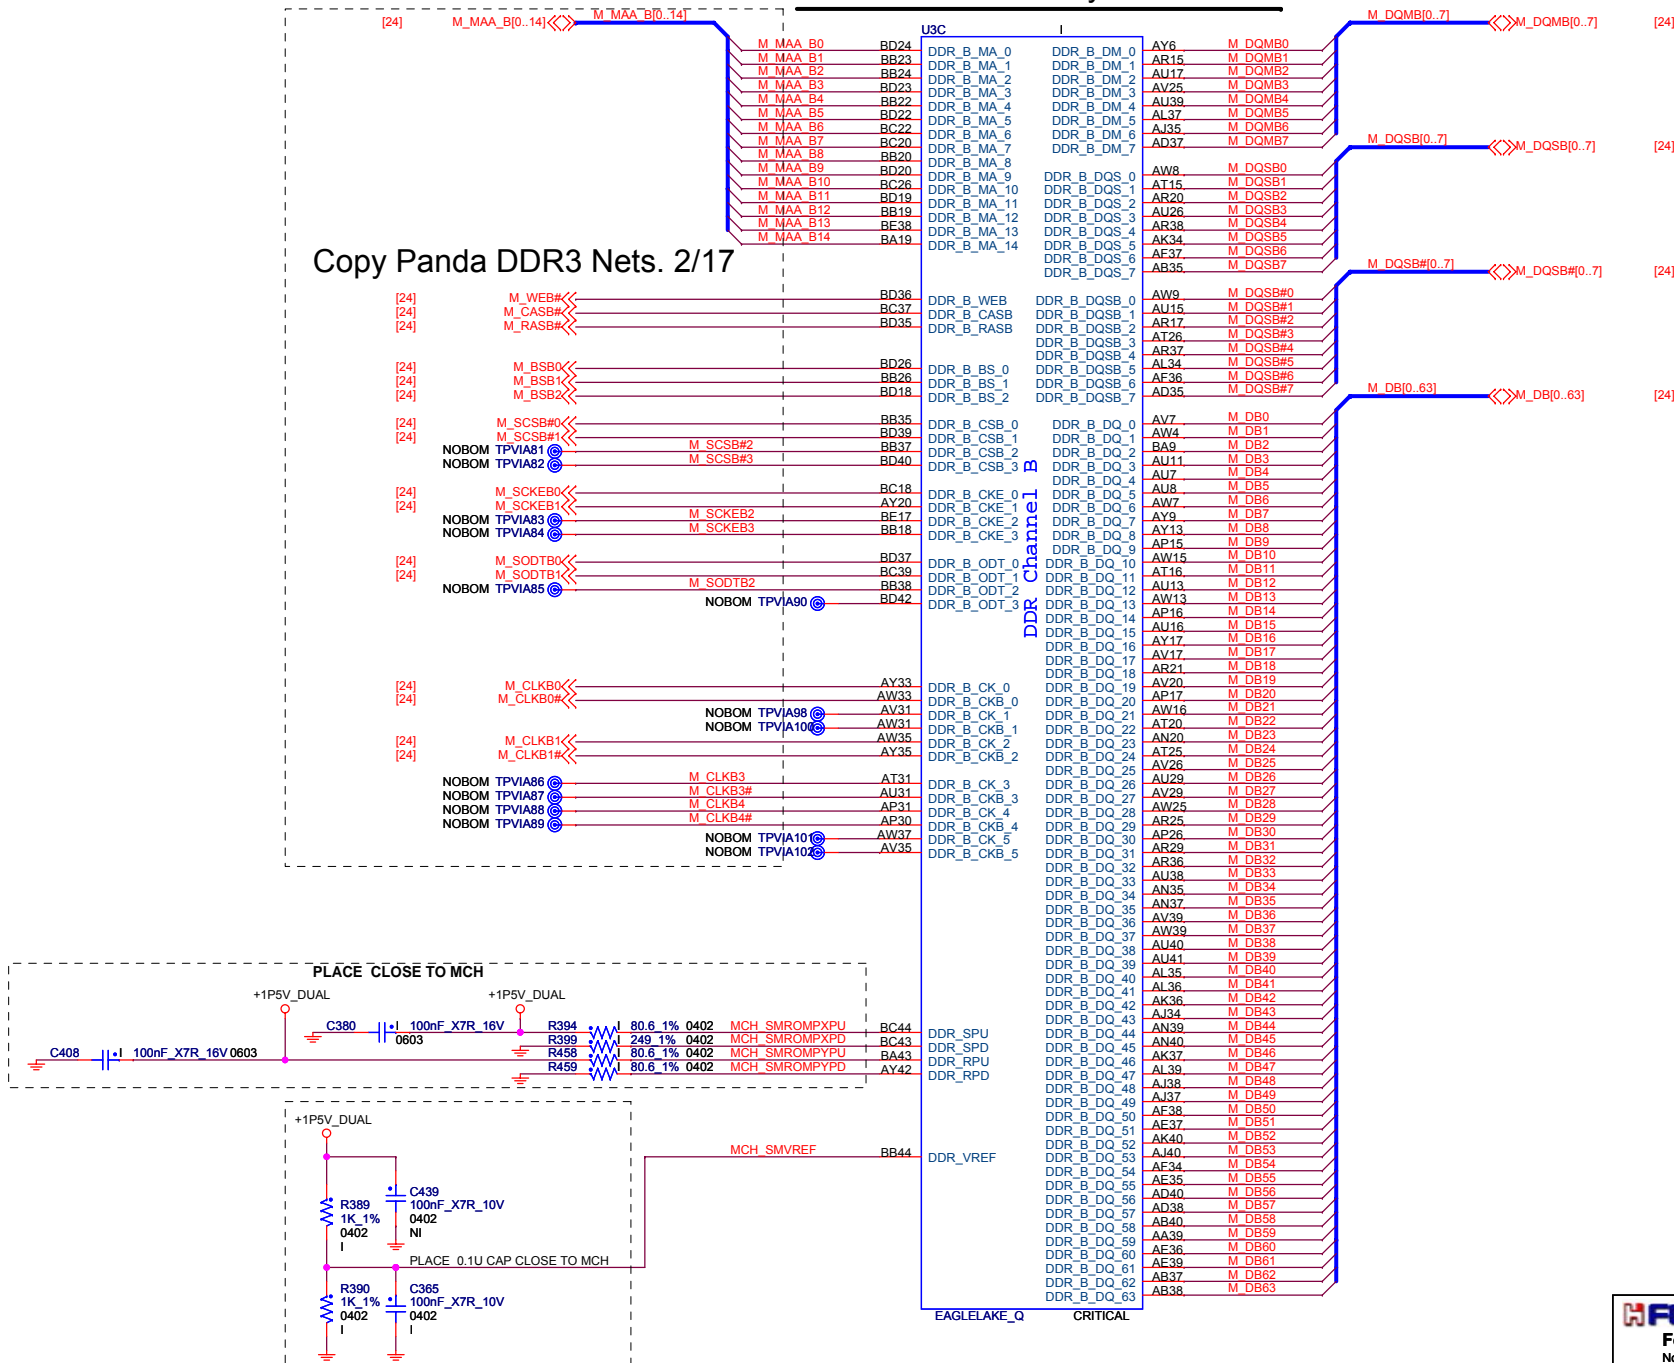 [24] M_MAA_B[0..14] M_MAA_B[0..14]
U3C I
M_DQMB[0..7] M_DQMB[0..7] [24]
M_MAA_B0 BD24 DDR_B_MA_0 DDR_B_DM_0 AY6 M_DQMB0
M_MAA_B1 BB23 DDR_B_MA_1 DDR_B_DM_1 AR15 M_DQMB1
M_MAA_B2 BB24 DDR_B_MA_2 DDR_B_DM_2 AU17 M_DQMB2
M_MAA_B3 BD23 DDR_B_MA_3 DDR_B_DM_3 AV25 M_DQMB3
M_MAA_B4 BB22 DDR_B_MA_4 DDR_B_DM_4 AU39 M_DQMB4
M_MAA_B5 BD22 DDR_B_MA_5 DDR_B_DM_5 AL37 M_DQMB5
M_MAA_B6 BC22 DDR_B_MA_6 DDR_B_DM_6 AJ35 M_DQMB6
M_MAA_B7 BC20 DDR_B_MA_7 DDR_B_DM_7 AD37 M_DQMB7
M_DQSB[0..7] M_DQSB[0..7] [24]
M_MAA_B8 BB20 DDR_B_MA_8
M_MAA_B9 BD20 DDR_B_MA_9 DDR_B_DQS_0 AW8 M_DQSB0
M_MAA_B10 BC26 DDR_B_MA_10 DDR_B_DQS_1 AT15 M_DQSB1
M_MAA_B11 BD19 DDR_B_MA_11 DDR_B_DQS_2 AR20 M_DQSB2
M_MAA_B12 BB19 DDR_B_MA_12 DDR_B_DQS_3 AU26 M_DQSB3
M_MAA_B13 BE38 DDR_B_MA_13 DDR_B_DQS_4 AR38 M_DQSB4
M_MAA_B14 BA19 DDR_B_MA_14 DDR_B_DQS_5 AK34 M_DQSB5
DDR_B_DQS_6 AF37 M_DQSB6
DDR_B_DQS_7 AB35 M_DQSB7
Copy Panda DDR3 Nets. 2/17
M_DQSB#[0..7] M_DQSB#[0..7] [24]
[24] M_WEB# BD36 DDR_B_WEB DDR_B_DQSB_0 AW9 M_DQSB#0
[24] M_CASB# BC37 DDR_B_CASB DDR_B_DQSB_1 AU15 M_DQSB#1
[24] M_RASB# BD35 DDR_B_RASB DDR_B_DQSB_2 AR17 M_DQSB#2
DDR_B_DQSB_3 AT26 M_DQSB#3
DDR_B_DQSB_4 AR37 M_DQSB#4
[24] M_BSB0 BD26 DDR_B_BS_0 DDR_B_DQSB_5 AL34 M_DQSB#5
[24] M_BSB1 BB26 DDR_B_BS_1 DDR_B_DQSB_6 AF36 M_DQSB#6
[24] M_BSB2 BD18 DDR_B_BS_2 DDR_B_DQSB_7 AD35 M_DQSB#7
M_DB[0..63] M_DB[0..63] [24]
[24] M_SCSB#0 BB35 DDR_B_CSB_0 DDR_B_DQ_0 AV7 M_DB0
[24] M_SCSB#1 BD39 DDR_B_CSB_1 DDR_B_DQ_1 AW4 M_DB1
NOBOM TPVIA81 M_SCSB#2 BB37 DDR_B_CSB_2 DDR_B_DQ_2 BA9 M_DB2
NOBOM TPVIA82 M_SCSB#3 BD40 DDR_B_CSB_3 DDR_B_DQ_3 AU11 M_DB3
DDR_B_DQ_4 AU7 M_DB4
[24] M_SCKEB0 BC18 DDR_B_CKE_0 DDR_B_DQ_5 AU8 M_DB5
[24] M_SCKEB1 AY20 DDR_B_CKE_1 DDR_B_DQ_6 AW7 M_DB6
NOBOM TPVIA83 M_SCKEB2 BE17 DDR_B_CKE_2 DDR_B_DQ_7 AY9 M_DB7
NOBOM TPVIA84 M_SCKEB3 BB18 DDR_B_CKE_3 DDR_B_DQ_8 AY13 M_DB8
DDR_B_DQ_9 AP15 M_DB9
[24] M_SODTB0 BD37 DDR_B_ODT_0 DDR_B_DQ_10 AW15 M_DB10
[24] M_SODTB1 BC39 DDR_B_ODT_1 DDR_B_DQ_11 AT16 M_DB11
NOBOM TPVIA85 M_SODTB2 BB38 DDR_B_ODT_2 DDR_B_DQ_12 AU13 M_DB12
NOBOM TPVIA90 BD42 DDR_B_ODT_3 DDR_B_DQ_13 AW13 M_DB13
DDR Channel B
DDR_B_DQ_14 AP16 M_DB14
DDR_B_DQ_15 AU16 M_DB15
DDR_B_DQ_16 AY17 M_DB16
DDR_B_DQ_17 AV17 M_DB17
DDR_B_DQ_18 AR21 M_DB18
[24] M_CLKB0 AY33 DDR_B_CK_0 DDR_B_DQ_19 AV20 M_DB19
[24] M_CLKB0# AW33 DDR_B_CKB_0 DDR_B_DQ_20 AP17 M_DB20
NOBOM TPVIA98 AV31 DDR_B_CK_1 DDR_B_DQ_21 AW16 M_DB21
NOBOM TPVIA100 AW31 DDR_B_CKB_1 DDR_B_DQ_22 AT20 M_DB22
[24] M_CLKB1 AW35 DDR_B_CK_2 DDR_B_DQ_23 AN20 M_DB23
[24] M_CLKB1# AY35 DDR_B_CKB_2 DDR_B_DQ_24 AT25 M_DB24
DDR_B_DQ_25 AV26 M_DB25
NOBOM TPVIA86 M_CLKB3 AT31 DDR_B_CK_3 DDR_B_DQ_26 AU29 M_DB26
NOBOM TPVIA87 M_CLKB3# AU31 DDR_B_CKB_3 DDR_B_DQ_27 AV29 M_DB27
NOBOM TPVIA88 M_CLKB4 AP31 DDR_B_CK_4 DDR_B_DQ_28 AW25 M_DB28
NOBOM TPVIA89 M_CLKB4# AP30 DDR_B_CKB_4 DDR_B_DQ_29 AR25 M_DB29
NOBOM TPVIA101 AW37 DDR_B_CK_5 DDR_B_DQ_30 AP26 M_DB30
NOBOM TPVIA102 AV35 DDR_B_CKB_5 DDR_B_DQ_31 AR29 M_DB31
DDR_B_DQ_32 AR36 M_DB32
DDR_B_DQ_33 AU38 M_DB33
DDR_B_DQ_34 AN35 M_DB34
DDR_B_DQ_35 AN37 M_DB35
DDR_B_DQ_36 AV39 M_DB36
DDR_B_DQ_37 AW39 M_DB37
DDR_B_DQ_38 AU40 M_DB38
DDR_B_DQ_39 AU41 M_DB39
DDR_B_DQ_40 AL35 M_DB40
DDR_B_DQ_41 AL36 M_DB41
DDR_B_DQ_42 AK36 M_DB42
DDR_B_DQ_43 AJ34 M_DB43
PLACE CLOSE TO MCH
+1P5V_DUAL +1P5V_DUAL
C380 I 100nF_X7R_16V 0603 R394 I 80.6_1% 0402 MCH_SMROMPXPU BC44 DDR_SPU DDR_B_DQ_44 AN39 M_DB44
R399 I 249_1% 0402 MCH_SMROMPXPD BC43 DDR_SPD DDR_B_DQ_45 AN40 M_DB45
C408 I 100nF_X7R_16V 0603 R458 I 80.6_1% 0402 MCH_SMROMPYPU BA43 DDR_RPU DDR_B_DQ_46 AK37 M_DB46
R459 I 80.6_1% 0402 MCH_SMROMPYPD AY42 DDR_RPD DDR_B_DQ_47 AL39 M_DB47
DDR_B_DQ_48 AJ38 M_DB48
DDR_B_DQ_49 AJ37 M_DB49
DDR_B_DQ_50 AF38 M_DB50
DDR_B_DQ_51 AE37 M_DB51
DDR_B_DQ_52 AK40 M_DB52
+1P5V_DUAL
MCH_SMVREF BB44 DDR_VREF DDR_B_DQ_53 AJ40 M_DB53
DDR_B_DQ_54 AF34 M_DB54
DDR_B_DQ_55 AE35 M_DB55
DDR_B_DQ_56 AD40 M_DB56
DDR_B_DQ_57 AD38 M_DB57
DDR_B_DQ_58 AB40 M_DB58
DDR_B_DQ_59 AA39 M_DB59
DDR_B_DQ_60 AE36 M_DB60
DDR_B_DQ_61 AE39 M_DB61
DDR_B_DQ_62 AB37 M_DB62
DDR_B_DQ_63 AB38 M_DB63
R389 1K_1% 0402 I
C439 100nF_X7R_10V 0402 NI
PLACE 0.1U CAP CLOSE TO MCH
R390 1K_1% 0402 I
C365 100nF_X7R_10V 0402 I
EAGLELAKE_Q CRITICAL